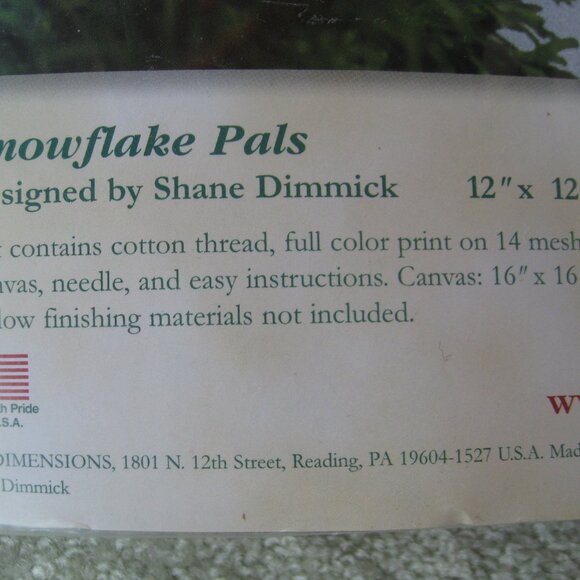 nowflake Pals
signed by Shane Dimmick 12" x 12
contains cotton thread, full color print on 14 mesh
nvas, needle, and easy instructions. Canvas: 16" x 16
low finishing materials not included.
th Pride
.S.A.
w
DIMENSIONS, 1801 N. 12th Street, Reading, PA 19604-1527 U.S.A. Mad
Dimmick